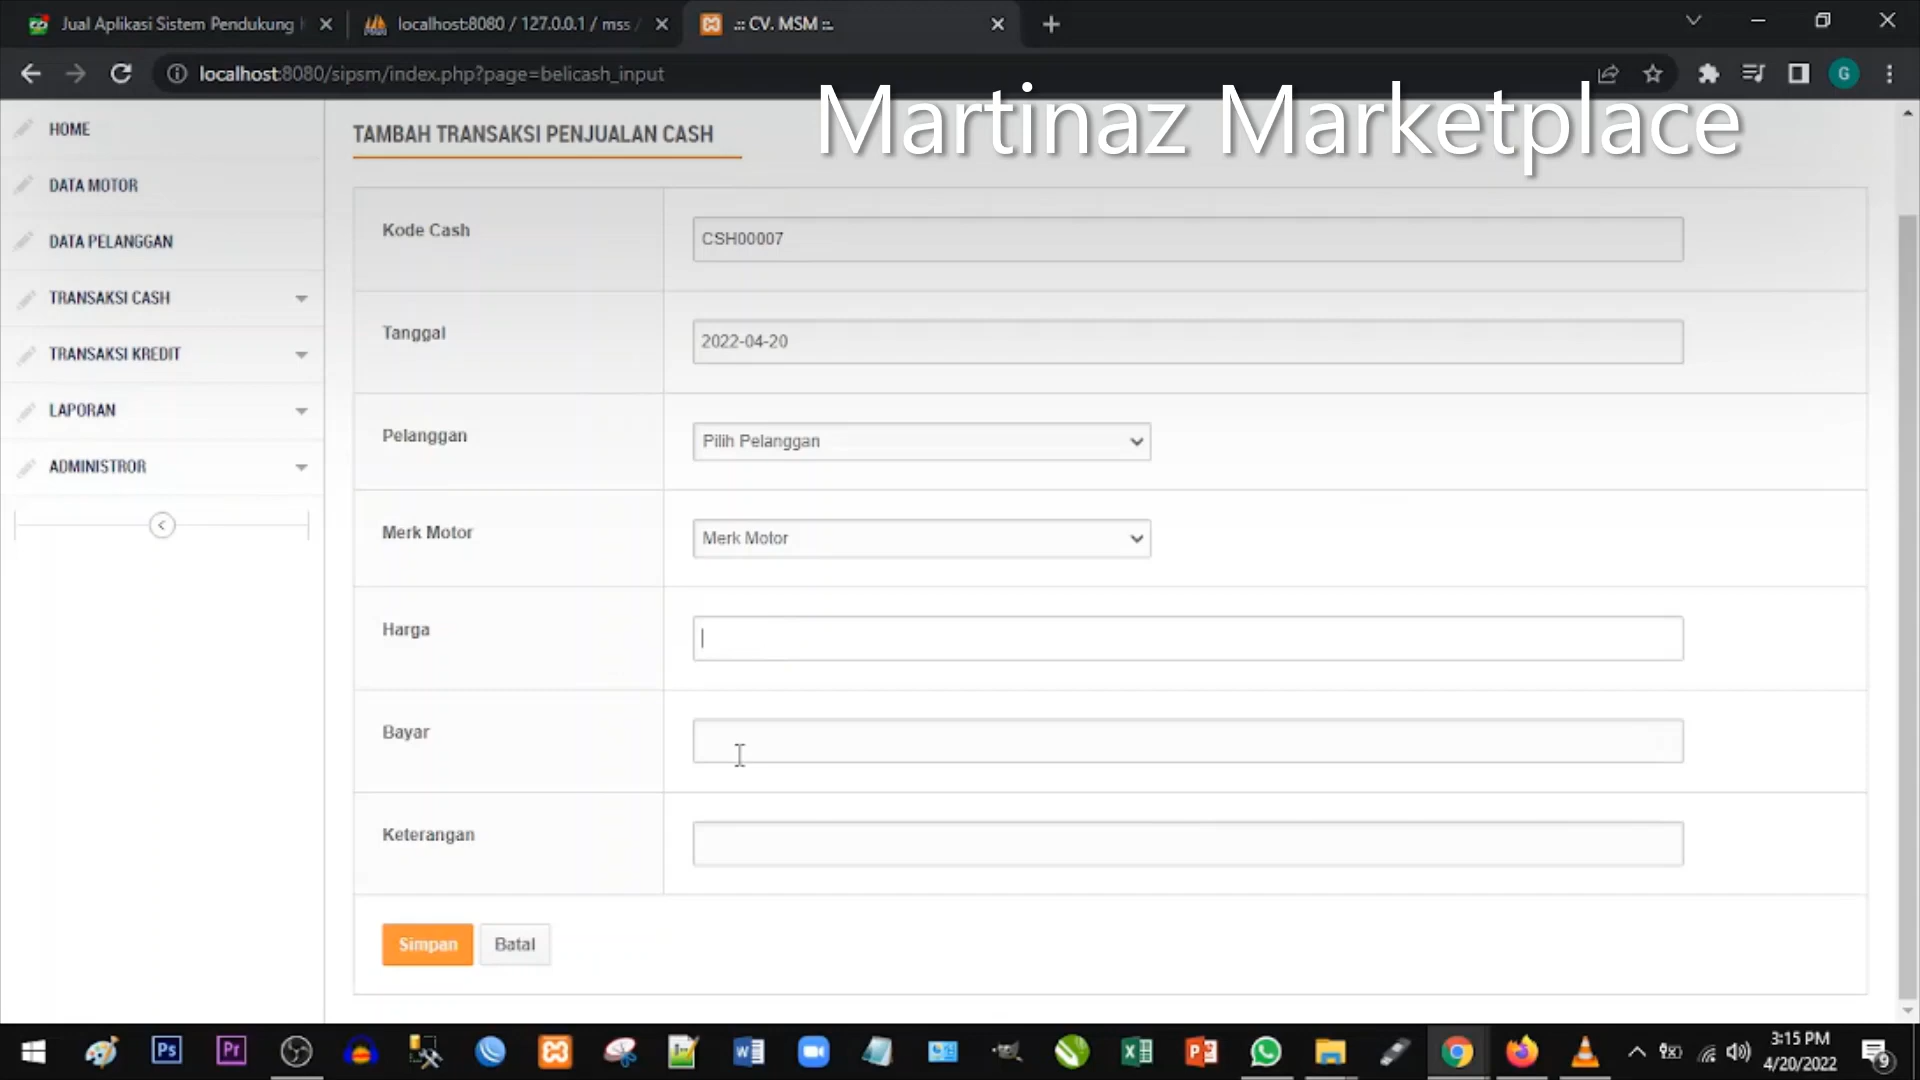 Jual Aplikasi Sistem Pendukung
localhost:8080 / 127.0.0.1 / mss /
.:: CV. MSM ::.
localhost:8080/sipsm/index.php?page=belicash_input
G
Martinaz Marketplace
HOME
DATA MOTOR
DATA PELANGGAN
TRANSAKSI CASH
TRANSAKSI KREDIT
LAPORAN
ADMINISTROR
TAMBAH TRANSAKSI PENJUALAN CASH
Kode Cash
CSH00007
Tanggal
2022-04-20
Pelanggan
Pilih Pelanggan
Merk Motor
Merk Motor
Harga
Bayar
Keterangan
Simpan
Batal
Ps
Pr
3:15 PM
4/20/2022
9